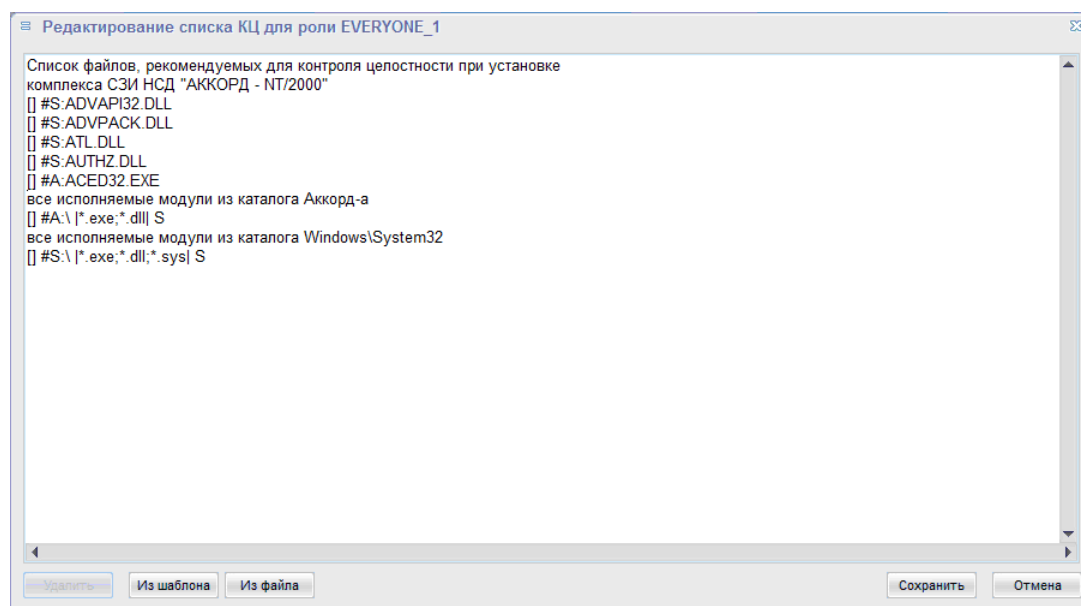 Редактирование списка КЦ для роли EVERYONE_1
Список файлов, рекомендуемых для контроля целостности при установке
комплекса СЗИ НСД "АККОРД - NT/2000"
[] #S:ADVAPI32.DLL
[] #S:ADVPACK.DLL
[] #S:ATL.DLL
[] #S:AUTHZ.DLL
[] #A:ACED32.EXE
все исполняемые модули из каталога Аккорд-а
[] #A:\ |*.exe;*.dll| S
все исполняемые модули из каталога Windows\System32
[] #S:\ |*.exe;*.dll;*.sys| S
Удалить Из шаблона Из файла Сохранить Отмена